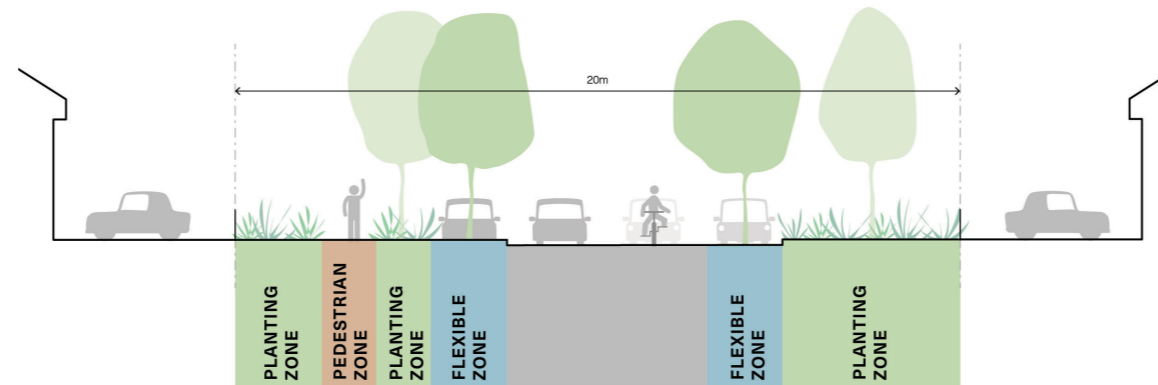 20m
PLANTING
ZONE
PEDESTRIAN
ZONE
PLANTING
ZONE
FLEXIBLE
ZONE
FLEXIBLE
ZONE
PLANTING
ZONE